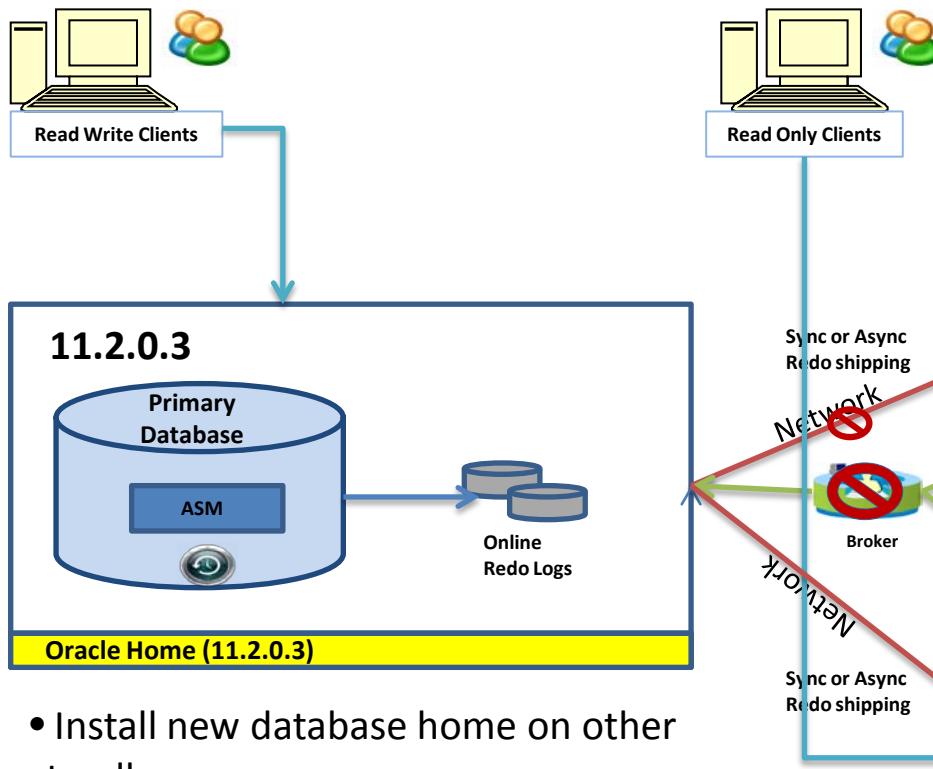 Read Write Clients
Read Only Clients
11.2.0.3
Primary
Database
ASM
Online
Redo Logs
Oracle Home (11.2.0.3)
Sync or Async
Redo shipping
Network
Broker
Network
Sync or Async
Redo shipping
• Install new database home on other